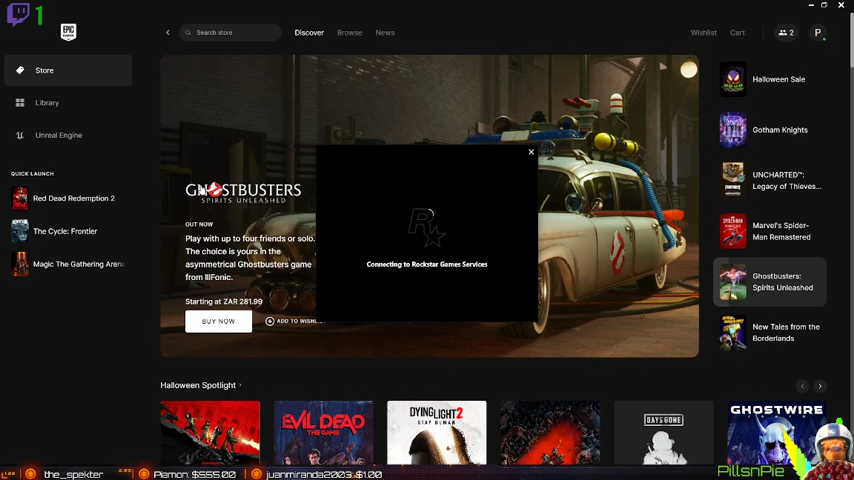 1
EPIC
GAMES
Search store
Discover
Browse
News
Wishlist
Cart
2
P
Store
Library
Unreal Engine
QUICK LAUNCH
Red Dead Redemption 2
The Cycle: Frontier
Magic The Gathering Arena
GHOSTBUSTERS
SPIRITS UNLEASHED
OUT NOW
Play with up to four friends or solo.
The choice is yours in the
asymmetrical Ghostbusters game
from IllFonic.
Starting at ZAR 281.99
BUY NOW
ADD TO WISHLIST
R
Connecting to Rockstar Games Services
Halloween Sale
Gotham Knights
UNCHARTED™:
Legacy of Thieves...
Marvel's Spider-
Man Remastered
Ghostbusters:
Spirits Unleashed
New Tales from the
Borderlands
Halloween Spotlight
EVIL DEAD
THE GAME
DYING LIGHT 2
STAY HUMAN
DAYS GONE
GHOSTWIRE
the_spekter
Piamon: $555.00
juanmiranda2003: $1.00
PillsnPie